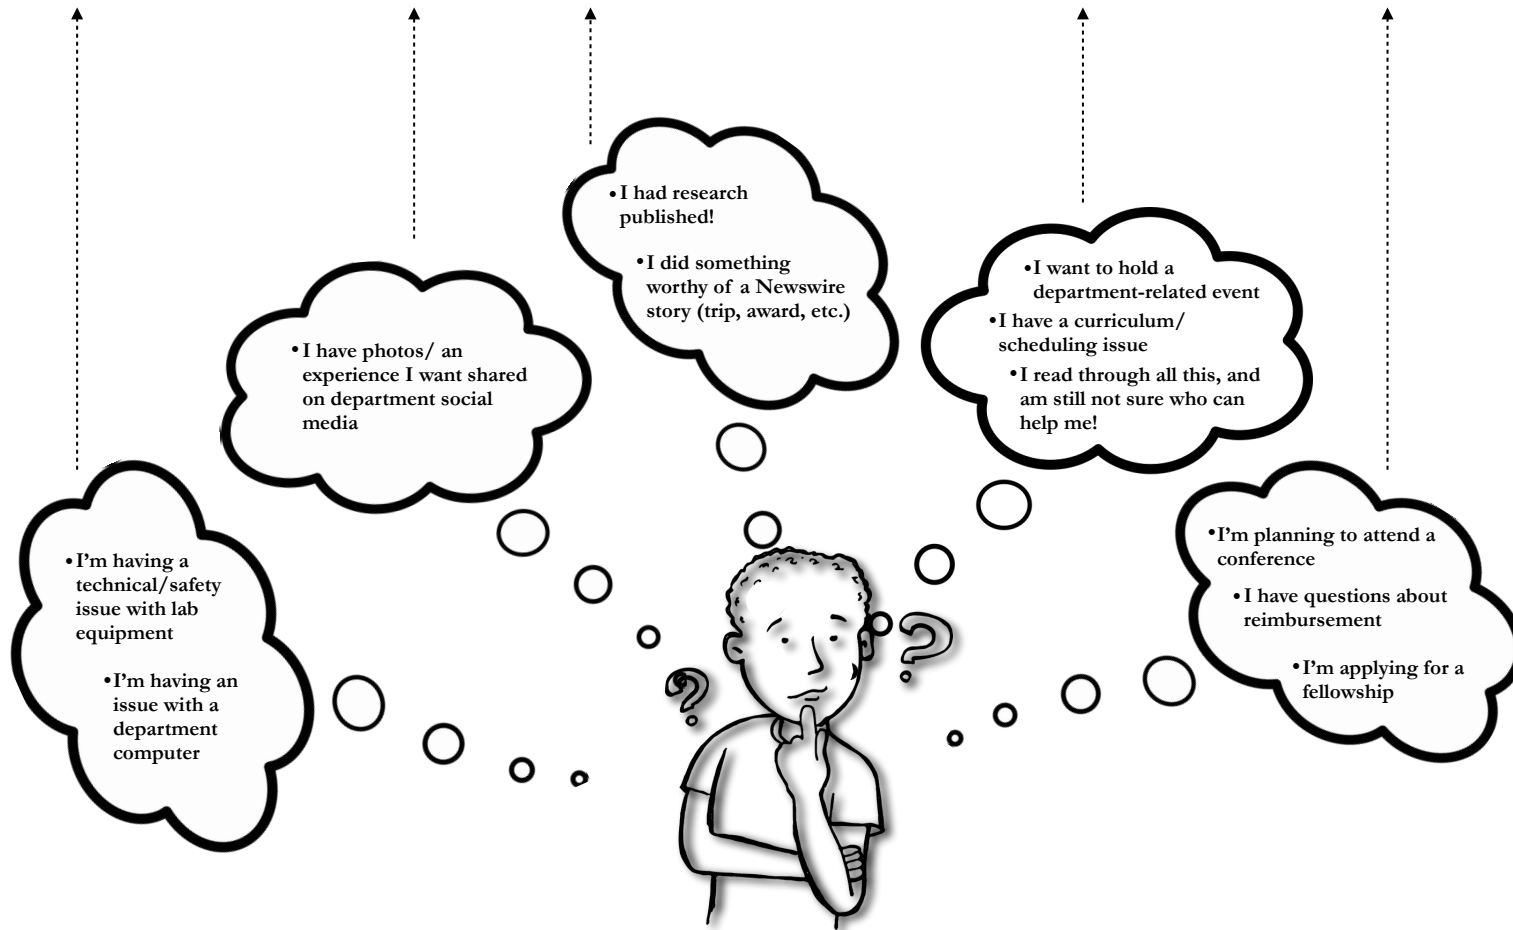 • I had research
published!
• I did something
worthy of a Newswire
story (trip, award, etc.)
• I want to hold a
department-related event
• I have a curriculum/
scheduling issue
• I read through all this, and
am still not sure who can
help me!
• I have photos/ an
experience I want shared
on department social
media
• I'm having a
technical/safety
issue with lab
equipment
• I'm having an
issue with a
department
computer
• I'm planning to attend a
conference
• I have questions about
reimbursement
• I'm applying for a
fellowship
?
?